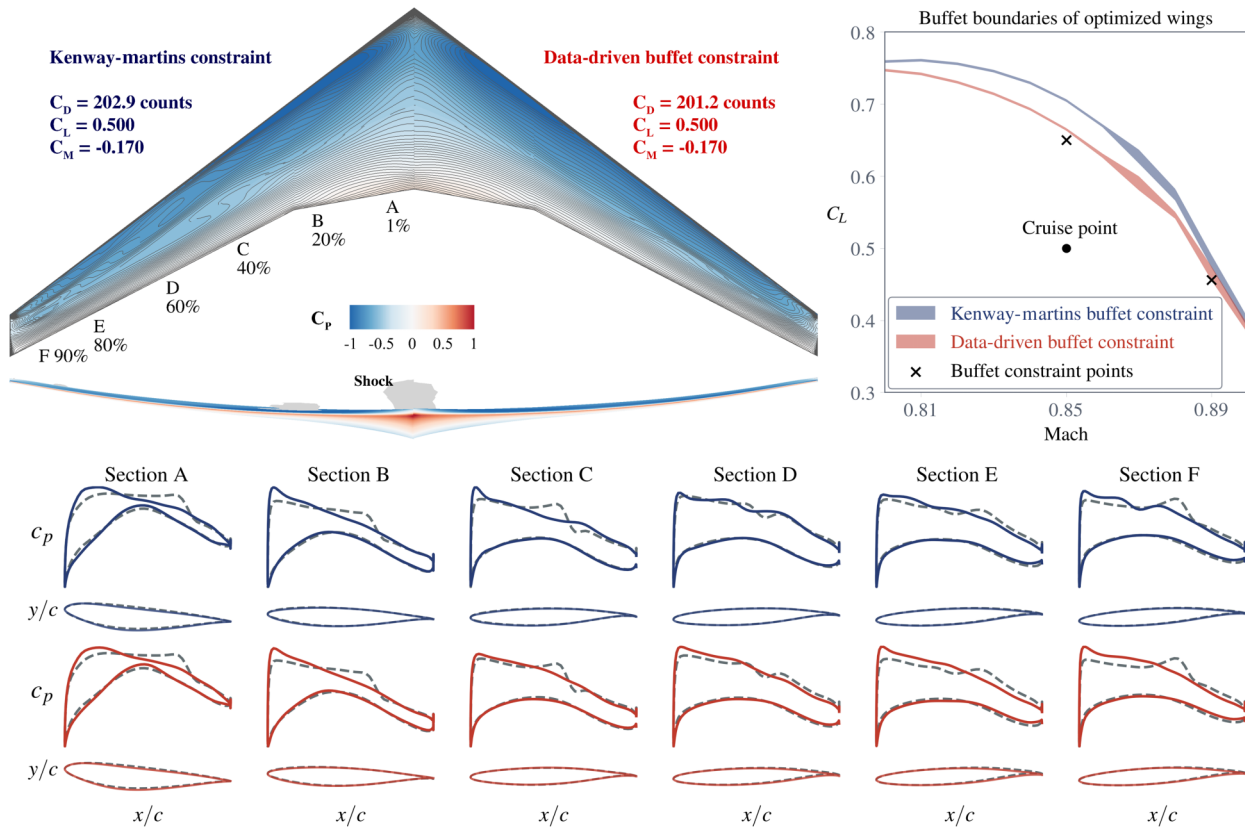 Kenway-martins constraint
C_D = 202.9 counts
C_L = 0.500
C_M = -0.170
Data-driven buffet constraint
C_D = 201.2 counts
C_L = 0.500
C_M = -0.170
A
1%
B
20%
C
40%
D
60%
E
80%
F 90%
C_P
-1 -0.5 0 0.5 1
Shock
Buffet boundaries of optimized wings
0.8
0.7
0.6
C_L
0.5
0.4
0.3
Cruise point
Kenway-martins buffet constraint
Data-driven buffet constraint
Buffet constraint points
0.81 0.85 0.89
Mach
Section A Section B Section C Section D Section E Section F
c_p
y/c
c_p
y/c
x/c x/c x/c x/c x/c x/c